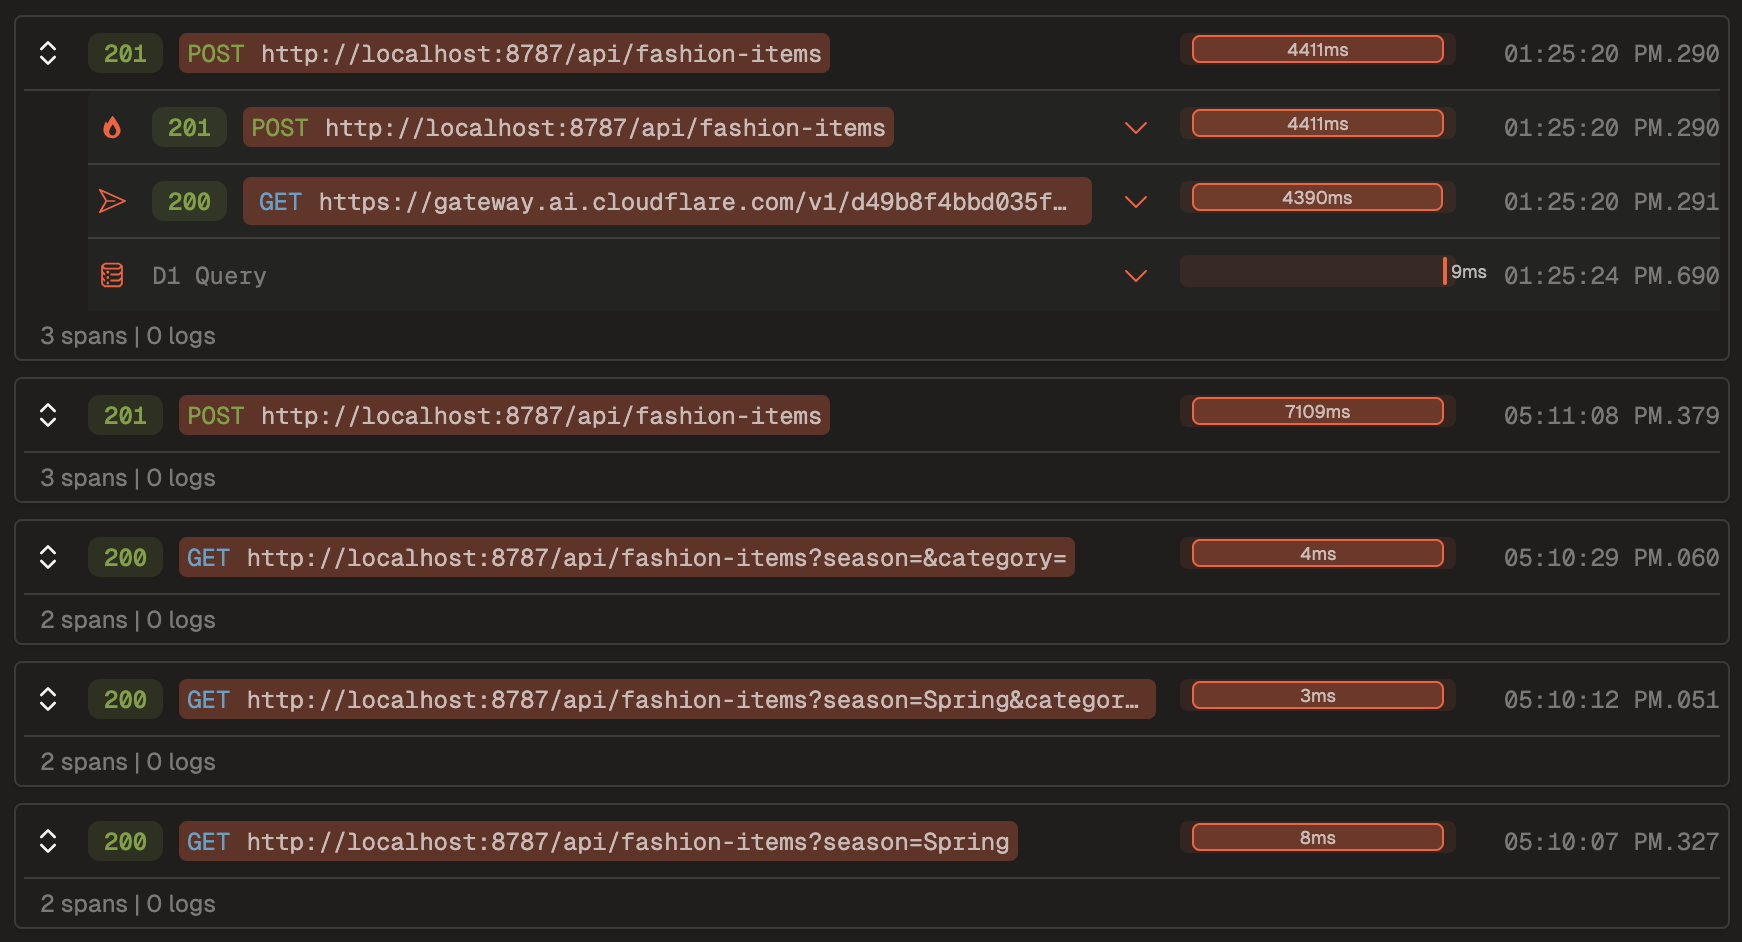 201 POST http://localhost:8787/api/fashion-items 4411ms 01:25:20 PM.290
201 POST http://localhost:8787/api/fashion-items 4411ms 01:25:20 PM.290
200 GET https://gateway.ai.cloudflare.com/v1/d49b8f4bbd035f… 4390ms 01:25:20 PM.291
D1 Query 9ms 01:25:24 PM.690
3 spans | 0 logs
201 POST http://localhost:8787/api/fashion-items 7109ms 05:11:08 PM.379
3 spans | 0 logs
200 GET http://localhost:8787/api/fashion-items?season=&category= 4ms 05:10:29 PM.060
2 spans | 0 logs
200 GET http://localhost:8787/api/fashion-items?season=Spring&categor… 3ms 05:10:12 PM.051
2 spans | 0 logs
200 GET http://localhost:8787/api/fashion-items?season=Spring 8ms 05:10:07 PM.327
2 spans | 0 logs